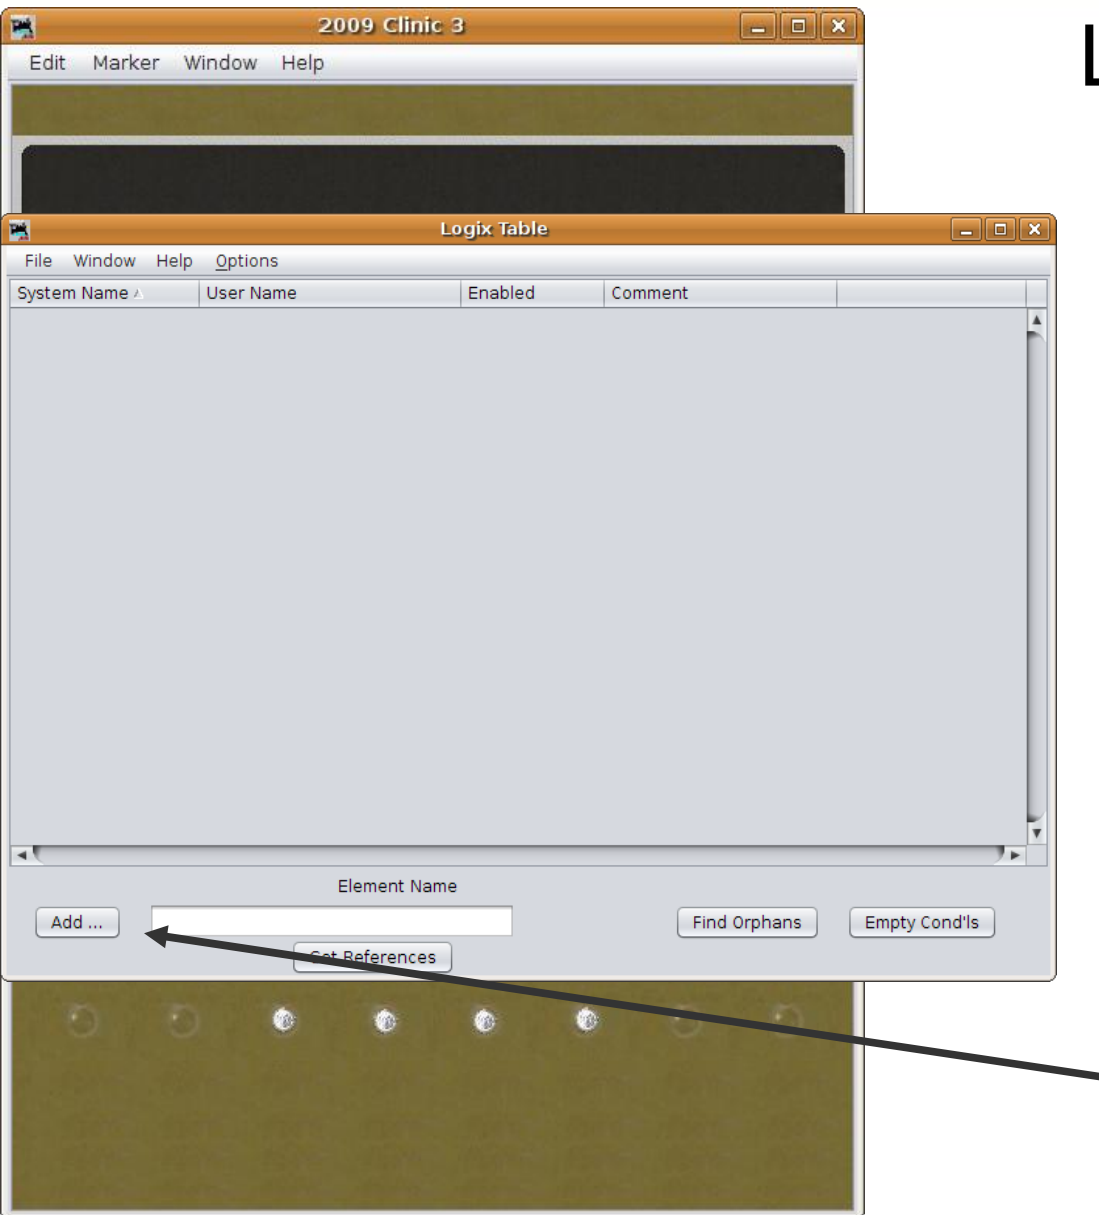 2009 Clinic 3
L
Edit Marker Window Help
Logix Table
File Window Help Options
System Name User Name Enabled Comment
Element Name
Add ... Find Orphans Empty Cond'ls
Get References